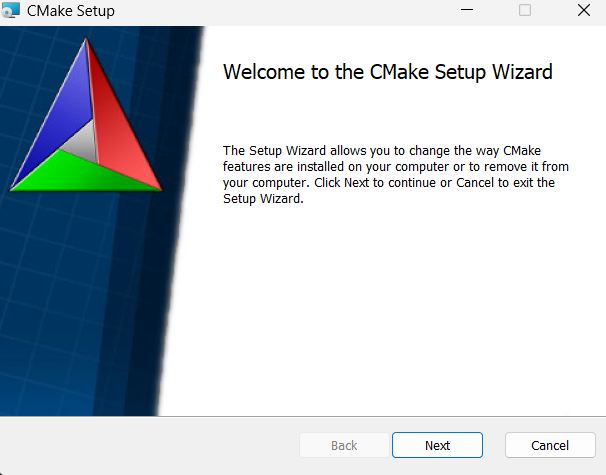 CMake Setup
Welcome to the CMake Setup Wizard
The Setup Wizard allows you to change the way CMake
features are installed on your computer or to remove it from
your computer. Click Next to continue or Cancel to exit the
Setup Wizard.
Back
Next
Cancel